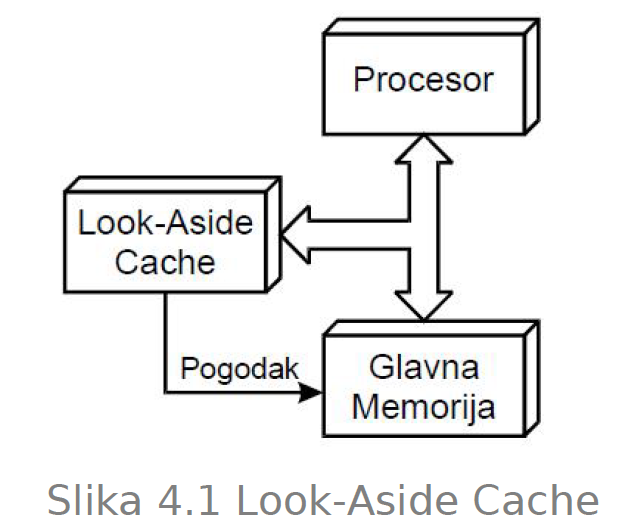 Procesor
Look-Aside
Cache
Pogodak
Glavna
Memorija
Slika 4.1 Look-Aside Cache